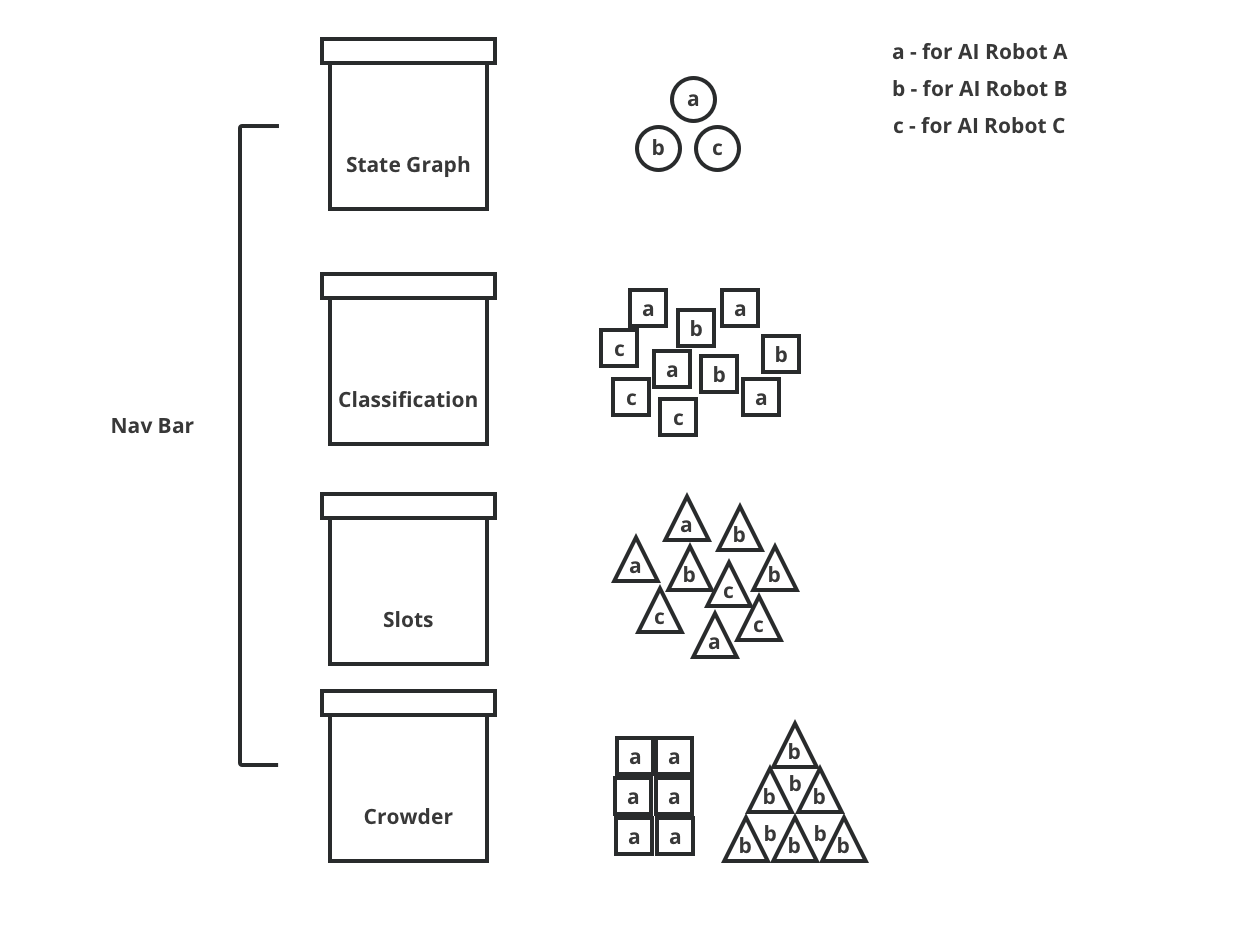 a - for AI Robot A
b - for AI Robot B
c - for AI Robot C
a
b c
State Graph
a a
b
c b
a b
c a
c
Classification
Nav Bar
a b
a b b
c
c c
a
Slots
a a b
a a b b b
a a b b b b b
Crowder